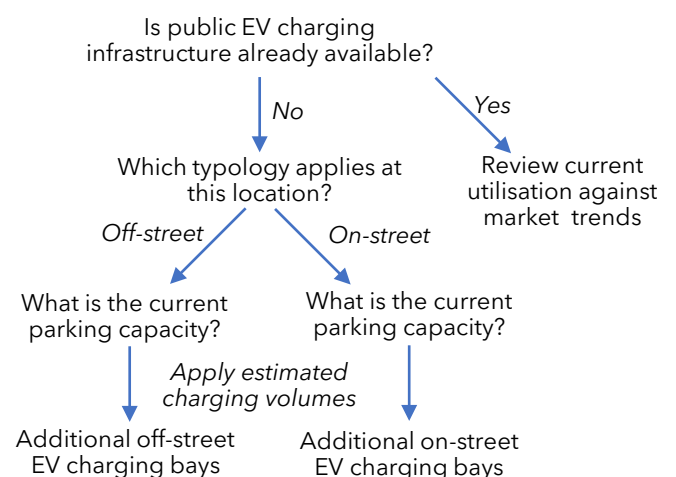 Is public EV charging
infrastructure already available?
No
Yes
Which typology applies at
this location?
Review current
utilisation against
market trends
Off-street
On-street
What is the current
parking capacity?
What is the current
parking capacity?
Apply estimated
charging volumes
Additional off-street
EV charging bays
Additional on-street
EV charging bays